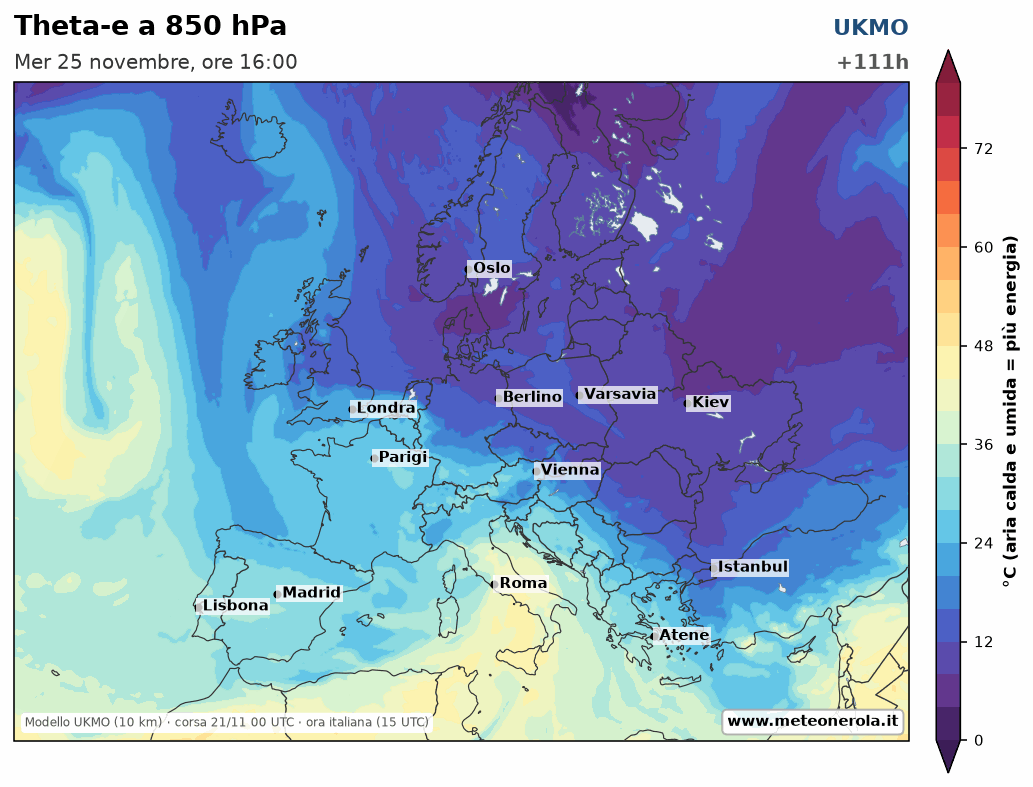 Theta-e a 850 hPa
UKMO
Mer 25 novembre, ore 16:00
+111h
Oslo
Londra
Berlino
Varsavia
Kiev
Parigi
Vienna
Istanbul
Roma
Madrid
Lisbona
Atene
Modello UKMO (10 km) · corsa 21/11 00 UTC · ora italiana (15 UTC)
www.meteonerola.it
72
60
48
36
24
12
0
°C (aria calda e umida = più energia)